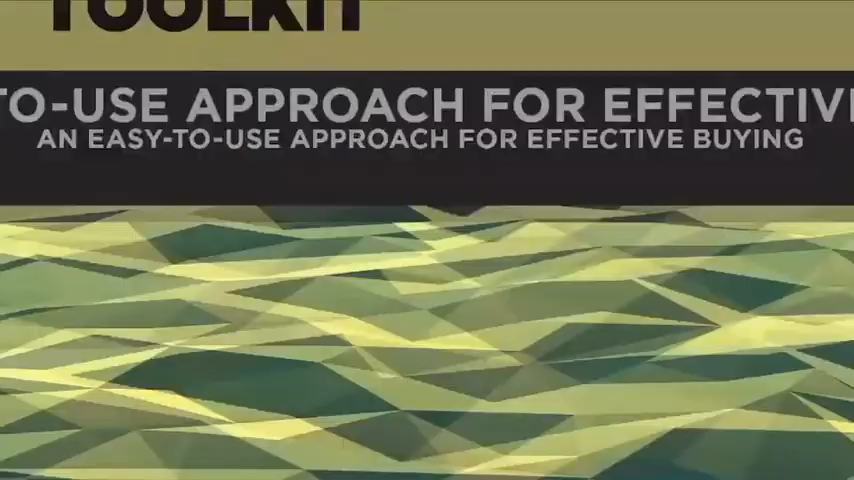 TOOLKIT
TO-USE APPROACH FOR EFFECTIV
AN EASY-TO-USE APPROACH FOR EFFECTIVE BUYING